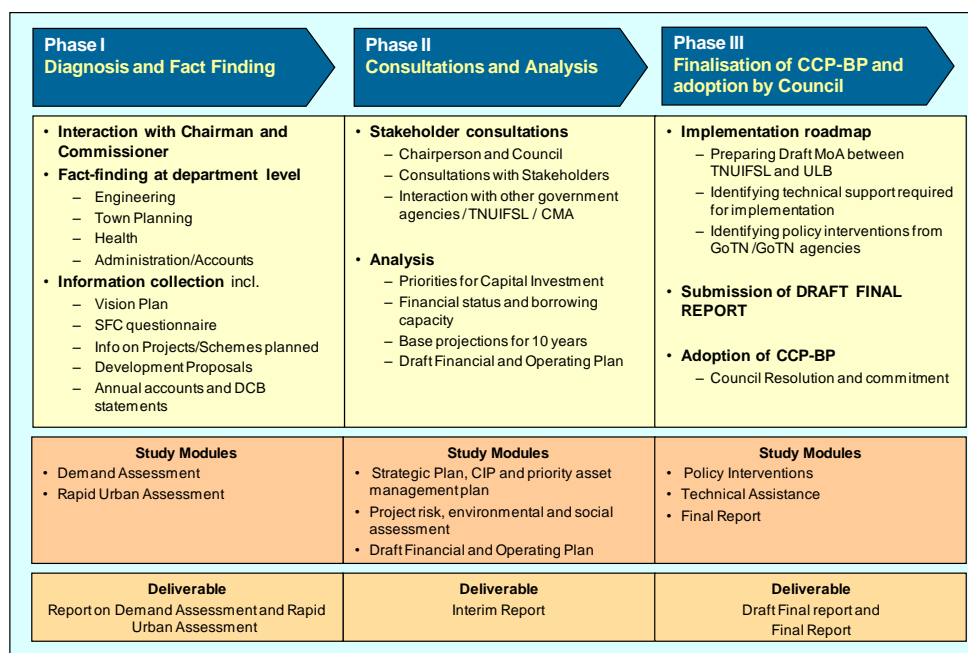 Phase I
Diagnosis and Fact Finding
Phase II
Consultations and Analysis
Phase III
Finalisation of CCP-BP and
adoption by Council
• Interaction with Chairman and
Commissioner
• Fact-finding at department level
– Engineering
– Town Planning
– Health
– Administration/Accounts
• Information collection incl.
– Vision Plan
– SFC questionnaire
– Info on Projects/Schemes planned
– Development Proposals
– Annual accounts and DCB
statements
• Stakeholder consultations
– Chairperson and Council
– Consultations with Stakeholders
– Interaction with other government
agencies / TNUIFSL / CMA
• Analysis
– Priorities for Capital Investment
– Financial status and borrowing
capacity
– Base projections for 10 years
– Draft Financial and Operating Plan
• Implementation roadmap
– Preparing Draft MoA between
TNUIFSL and ULB
– Identifying technical support required
for implementation
– Identifying policy interventions from
GoTN /GoTN agencies
• Submission of DRAFT FINAL
REPORT
• Adoption of CCP-BP
– Council Resolution and commitment
Study Modules
• Demand Assessment
• Rapid Urban Assessment
Study Modules
• Strategic Plan, CIP and priority asset
management plan
• Project risk, environmental and social
assessment
• Draft Financial and Operating Plan
Study Modules
• Policy Interventions
• Technical Assistance
• Final Report
Deliverable
Report on Demand Assessment and Rapid
Urban Assessment
Deliverable
Interim Report
Deliverable
Draft Final report and
Final Report